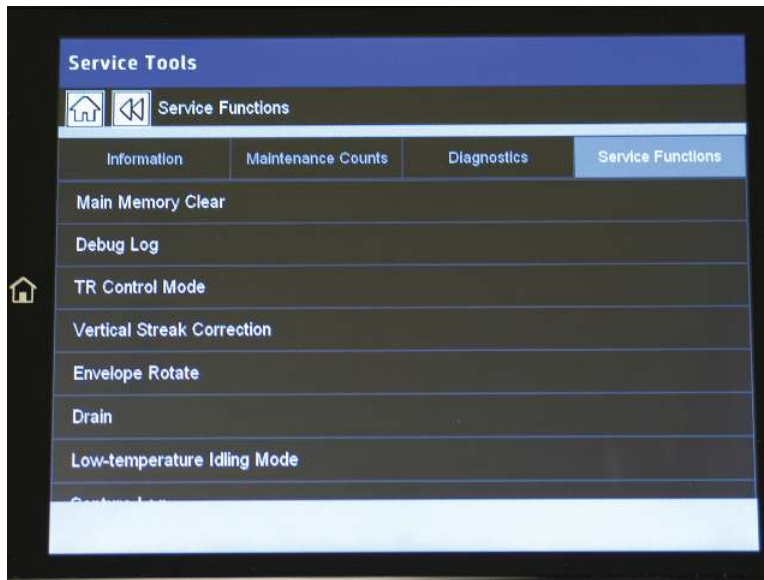 Service Tools
Service Functions
Information Maintenance Counts Diagnostics Service Functions
Main Memory Clear
Debug Log
TR Control Mode
Vertical Streak Correction
Envelope Rotate
Drain
Low-temperature Idling Mode